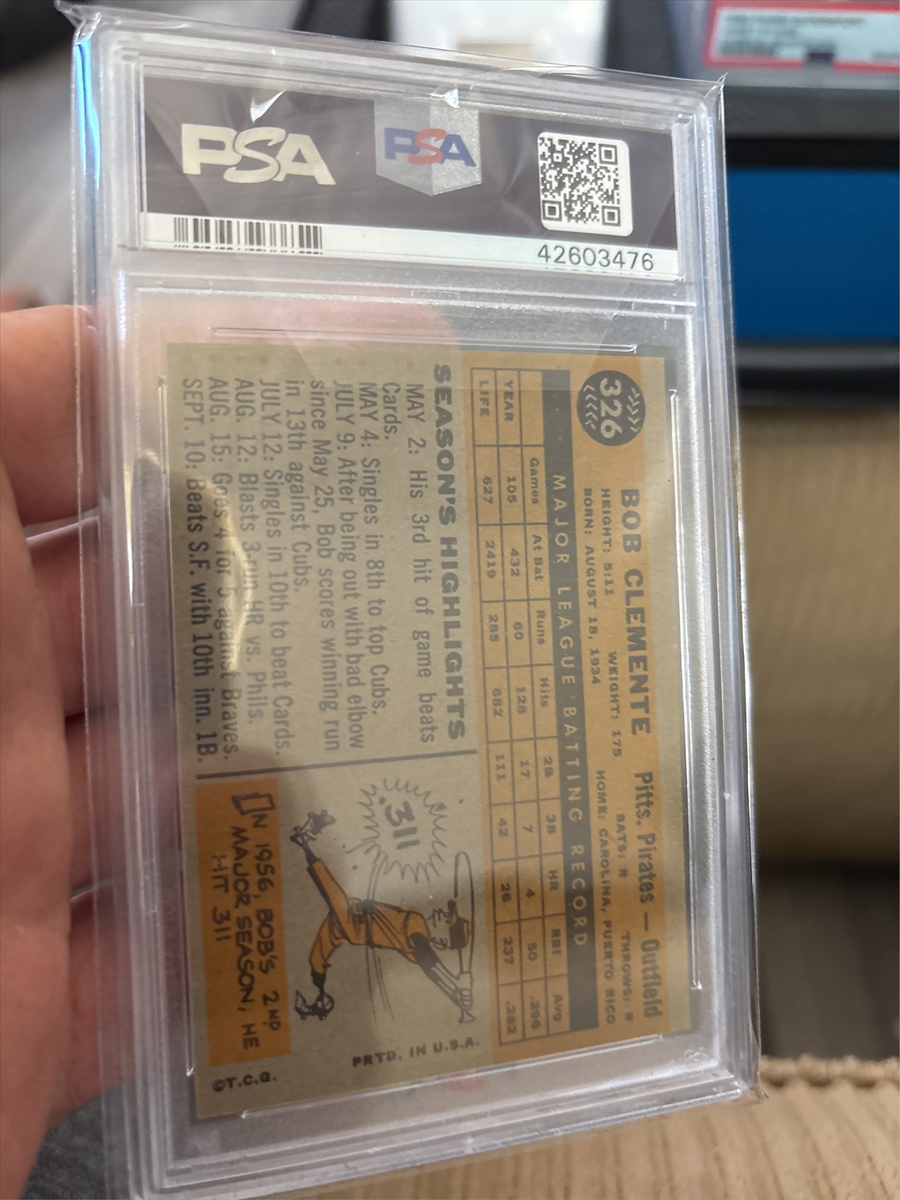 PSA
PSA
42603476
326
BOB CLEMENTE Pitts. Pirates — Outfield
HEIGHT: 5:11 WEIGHT: 175 BATS: R THROWS: R
BORN: AUGUST 18, 1934 HOME: CAROLINA, PUERTO RICO
MAJOR LEAGUE BATTING RECORD
Games At Bat Runs Hits 2B 3B HR RBI Avg
YEAR 105 432 60 128 17 7 4 50 .296
LIFE 627 2419 285 682 111 42 26 237 .282
SEASON'S HIGHLIGHTS
MAY 2: His 3rd hit of game beats
Cards.
MAY 4: Singles in 8th to top Cubs.
JULY 9: After being out with bad elbow
since May 25, Bob scores winning run
in 13th against Cubs.
JULY 12: Singles in 10th to beat Cards.
AUG. 12: Blasts 3-run HR vs. Phils.
AUG. 15: Goes 4 for 5 against Braves.
SEPT. 10: Beats S.F. with 10th inn. 1B.
.311
IN 1956, BOB'S 2ND
MAJOR SEASON, HE
HIT 311
PRTD. IN U.S.A.
©T.C.G.